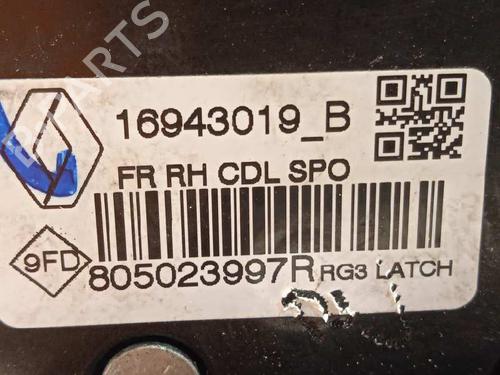 16943019_B
FR RH CDL SPO
9FD
805023997R RG3 LATCH